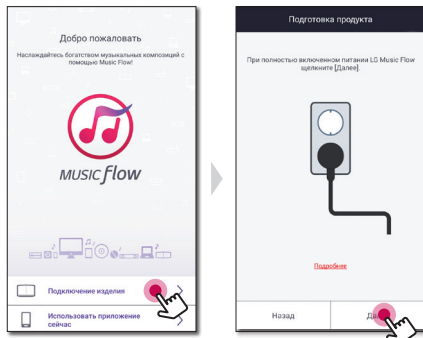 Добро пожаловать
Наслаждайтесь богатством музыкальных композиций с
помощью Music Flow!
MUSIC flow
Подключение изделия
Использовать приложение
сейчас
Подготовка продукта
При полностью включенном питании LG Music Flow
щелкните [Далее].
Подробнее
Назад